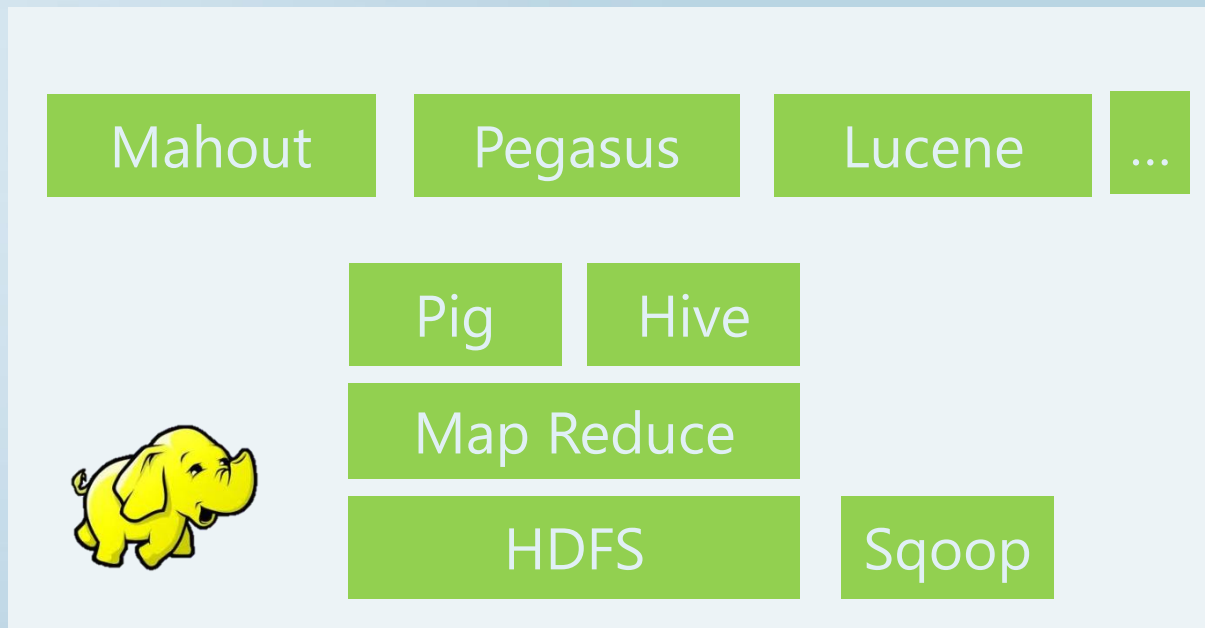 Mahout
Pegasus
Lucene
...
Pig
Hive
Map Reduce
HDFS
Sqoop